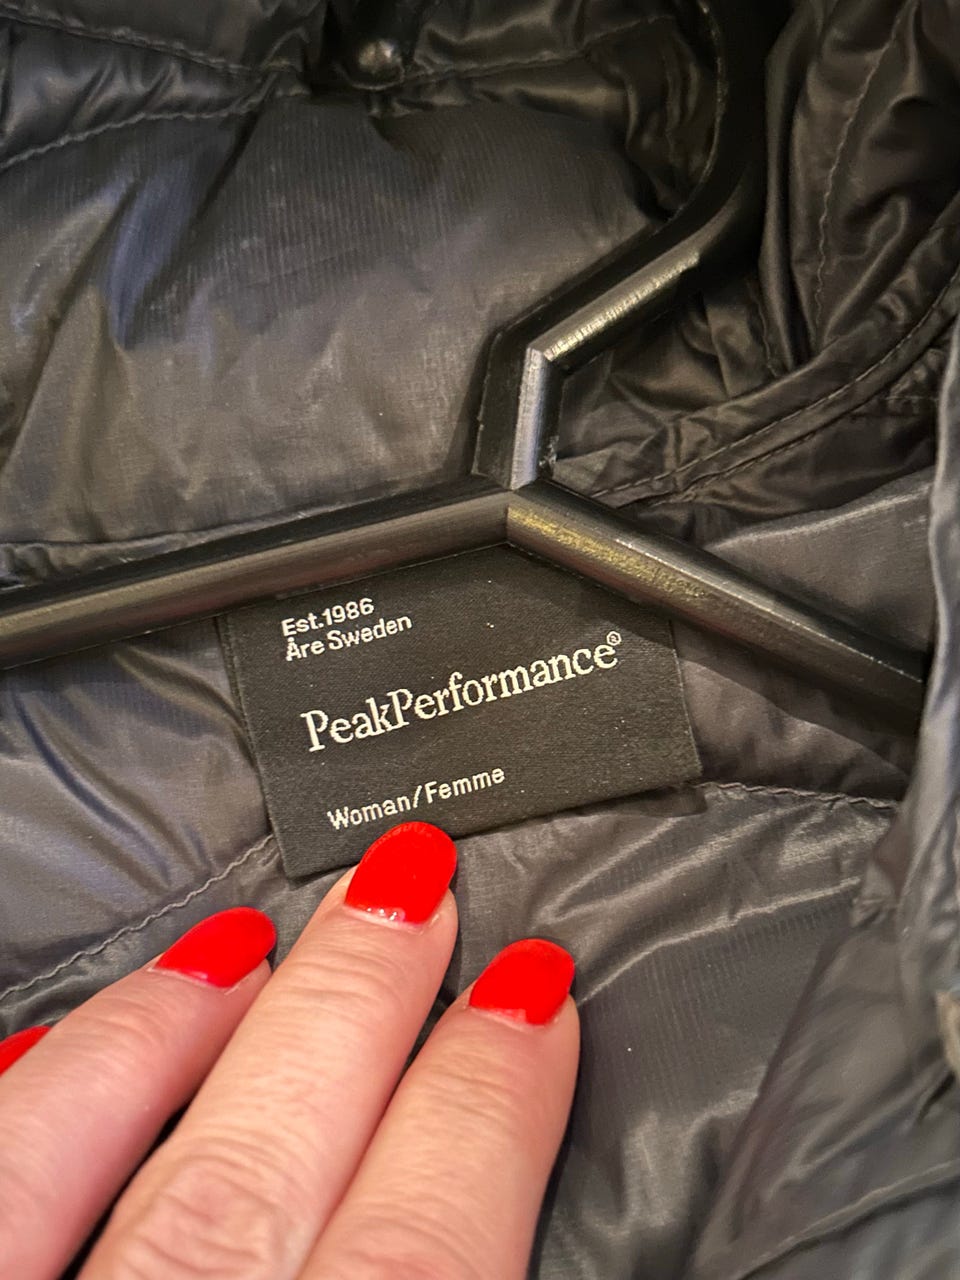 Est.1986
Åre Sweden
PeakPerformance®
Woman/Femme